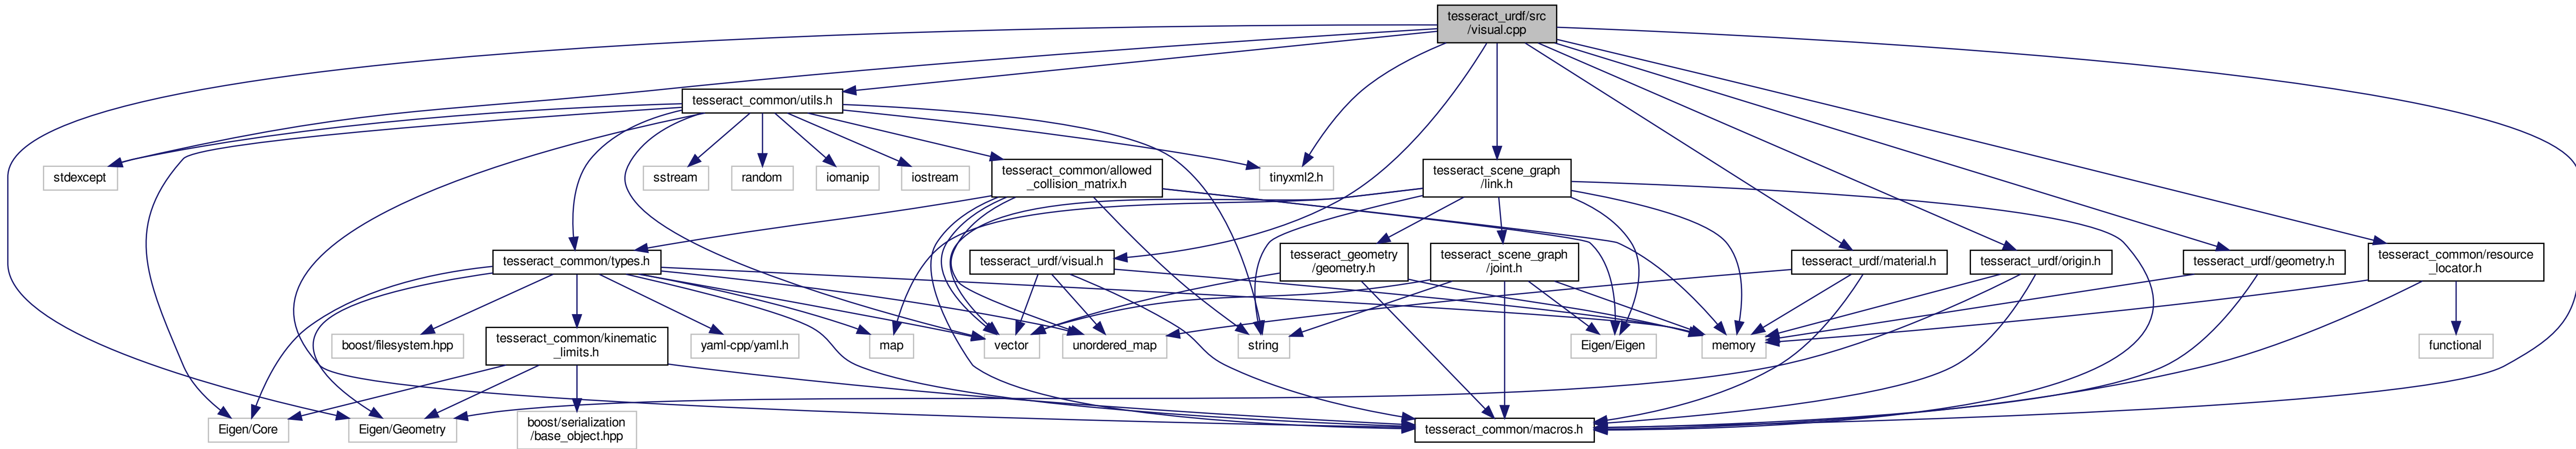 tesseract_urdf/src
/visual.cpp
tesseract_common/utils.h
stdexcept
sstream
random
iomanip
iostream
tesseract_common/allowed
_collision_matrix.h
tinyxml2.h
tesseract_scene_graph
/link.h
tesseract_common/types.h
tesseract_urdf/visual.h
tesseract_geometry
/geometry.h
tesseract_scene_graph
/joint.h
tesseract_urdf/material.h
tesseract_urdf/origin.h
tesseract_urdf/geometry.h
tesseract_common/resource
_locator.h
boost/filesystem.hpp
tesseract_common/kinematic
_limits.h
yaml-cpp/yaml.h
map
vector
unordered_map
string
Eigen/Eigen
memory
functional
Eigen/Core
Eigen/Geometry
boost/serialization
/base_object.hpp
tesseract_common/macros.h